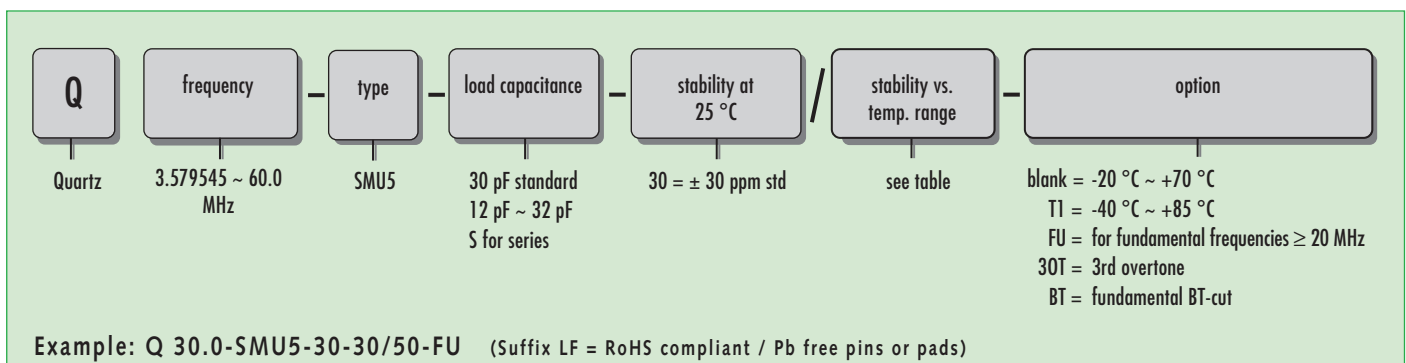 Q
frequency
–
type
–
load capacitance
–
stability at
25 °C
/
stability vs.
temp. range
–
option
Quartz
3.579545 ~ 60.0
MHz
SMU5
30 pF standard
12 pF ~ 32 pF
S for series
30 = ± 30 ppm std
see table
blank = -20 °C ~ +70 °C
T1 = -40 °C ~ +85 °C
FU = for fundamental frequencies ≥ 20 MHz
3OT = 3rd overtone
BT = fundamental BT-cut
Example: Q 30.0-SMU5-30-30/50-FU (Suffix LF = RoHS compliant / Pb free pins or pads)